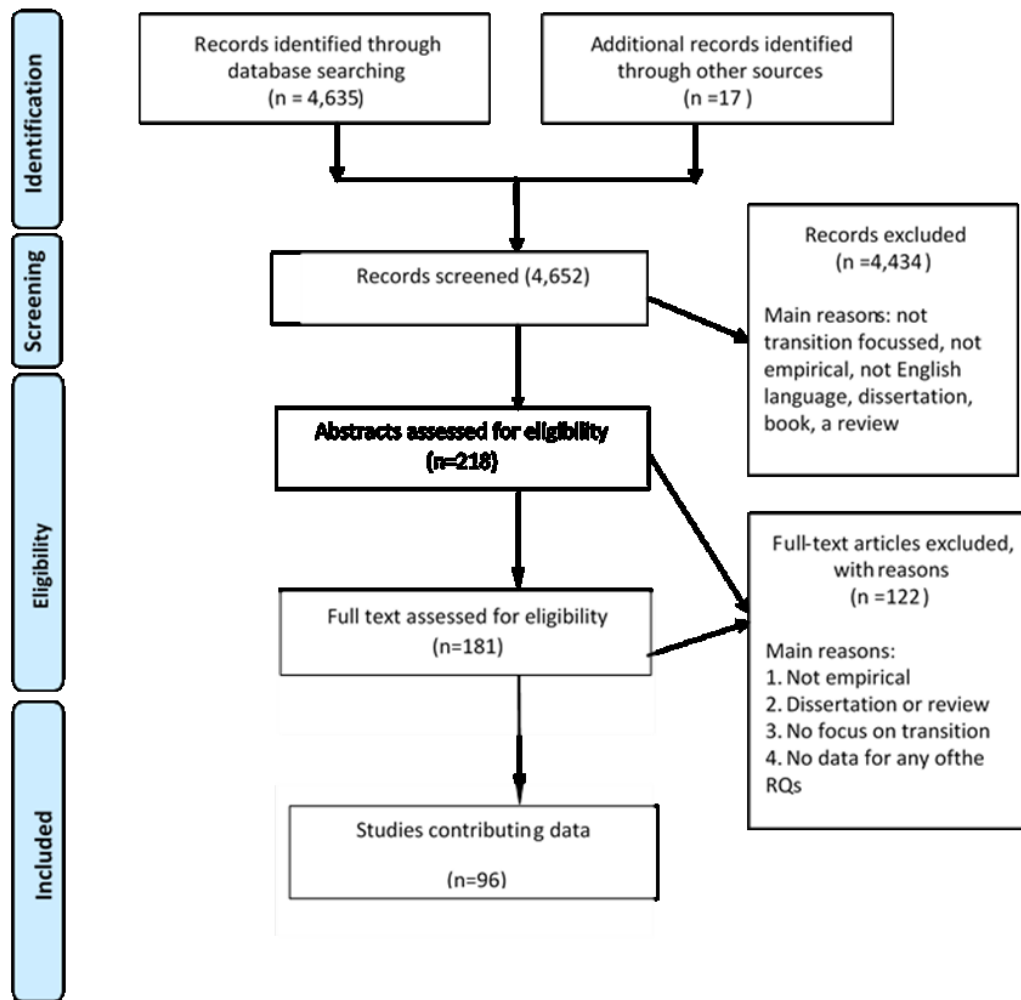 Identification
Records identified through
database searching
(n = 4,635)
Additional records identified
through other sources
(n =17 )
Screening
Records screened (4,652)
Records excluded
(n =4,434)
Main reasons: not
transition focussed, not
empirical, not English
language, dissertation,
book, a review
Eligibility
Abstracts assessed for eligibility
(n=218)
Full text assessed for eligibility
(n=181)
Full-text articles excluded,
with reasons
(n =122)
Main reasons:
1. Not empirical
2. Dissertation or review
3. No focus on transition
4. No data for any ofthe
RQs
Included
Studies contributing data
(n=96)